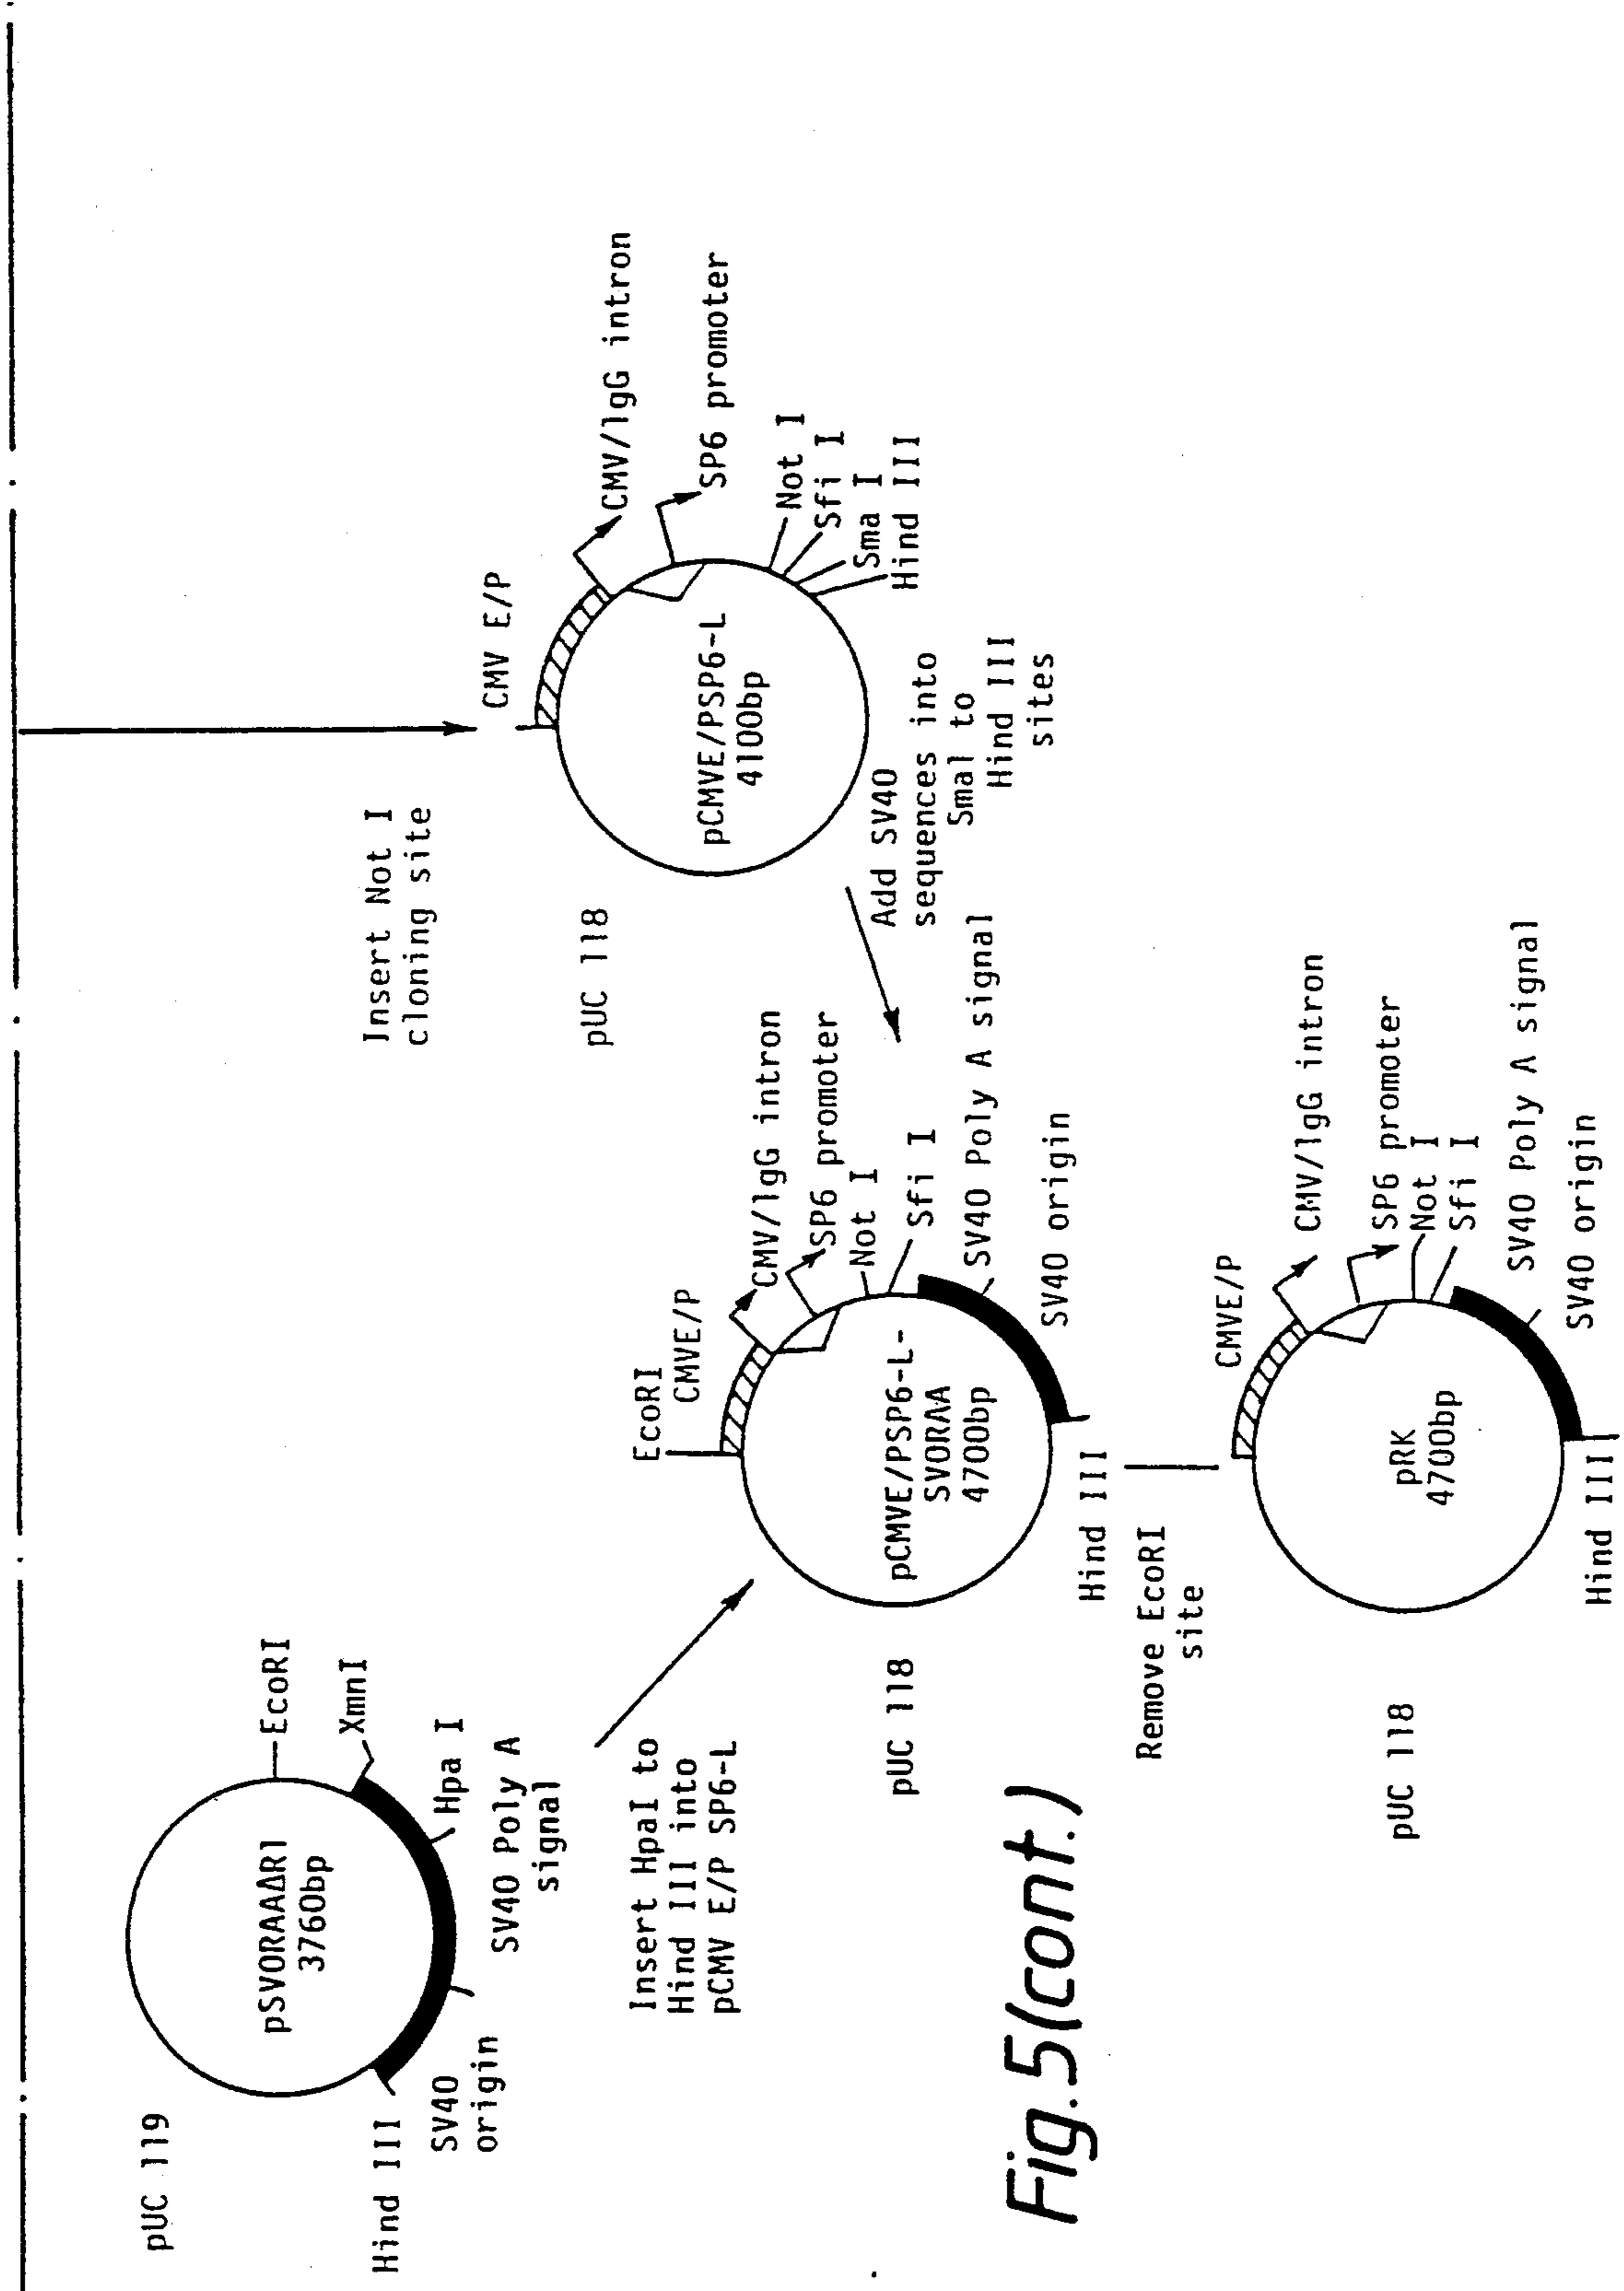 pUC 119
pSVORAAΔR1
3760bp
EcoRI
XmnI
Hpa I
SV40 Poly A
signal
SV40
origin
Hind III
Insert HpaI to
Hind III into
pCMV E/P SP6-L
Insert Not I
cloning site
pUC 118
CMV E/P
CMV/1gG intron
SP6 promoter
pCMVE/PSP6-L
4100bp
Not I
Sfi I
Sma I
Hind III
Add SV40
sequences into
SmaI to
Hind III
sites
EcoRI
CMVE/P
CMV/1gG intron
SP6 promoter
Not I
Sfi I
SV40 Poly A signal
SV40 origin
pCMVE/PSP6-L-
SVORAA
4700bp
Hind III
pUC 118
Remove EcoRI
site
CMVE/P
CMV/1gG intron
SP6 promoter
Not I
Sfi I
SV40 Poly A signal
SV40 origin
pRK
4700bp
Hind III
pUC 118
Fig.5(cont.)